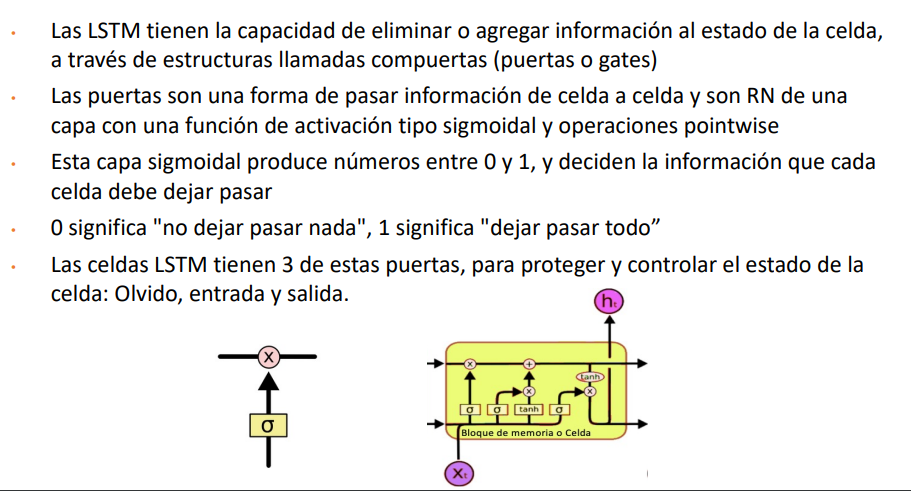 • Las LSTM tienen la capacidad de eliminar o agregar información al estado de la celda,
a través de estructuras llamadas compuertas (puertas o gates)
• Las puertas son una forma de pasar información de celda a celda y son RN de una
capa con una función de activación tipo sigmoidal y operaciones pointwise
• Esta capa sigmoidal produce números entre 0 y 1, y deciden la información que cada
celda debe dejar pasar
• 0 significa "no dejar pasar nada", 1 significa "dejar pasar todo”
• Las celdas LSTM tienen 3 de estas puertas, para proteger y controlar el estado de la
celda: Olvido, entrada y salida.
hₜ
x
x +
tanh
x x
σ σ tanh σ
σ
Bloque de memoria o Celda
Xₜ